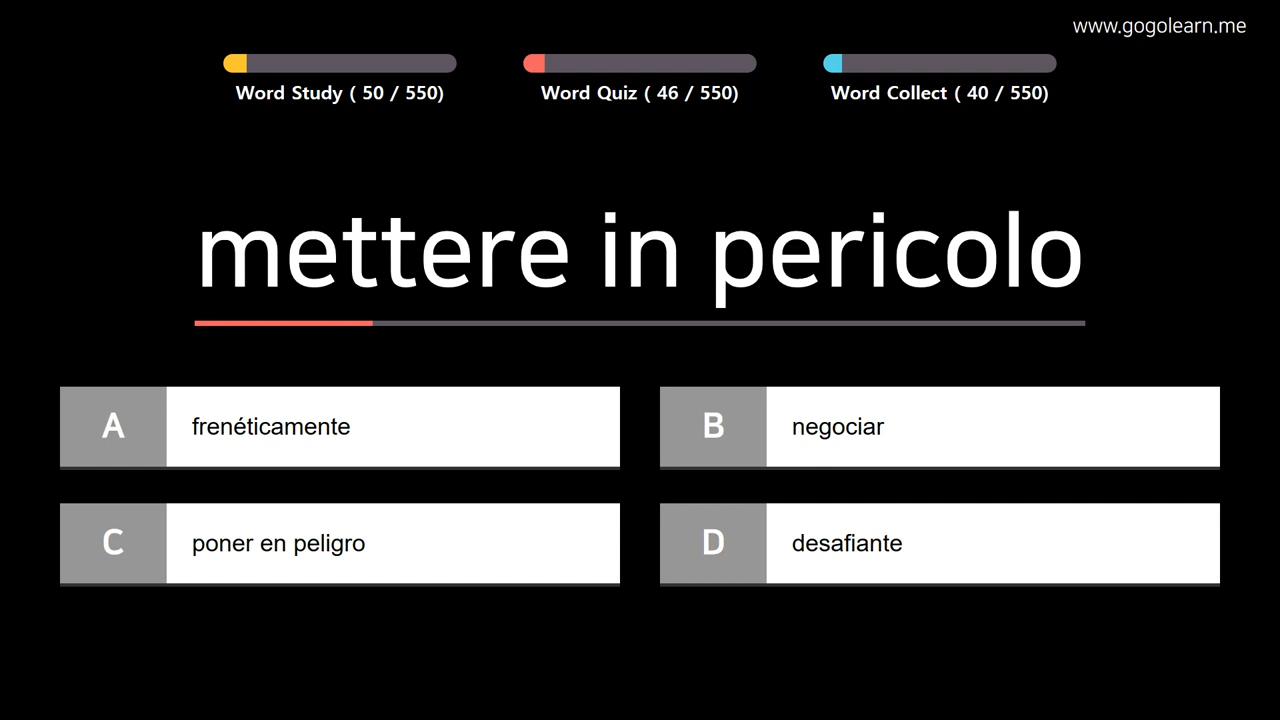 www.gogolearn.me
Word Study ( 50 / 550)
Word Quiz ( 46 / 550)
Word Collect ( 40 / 550)
mettere in pericolo
A frenéticamente
B negociar
C poner en peligro
D desafiante